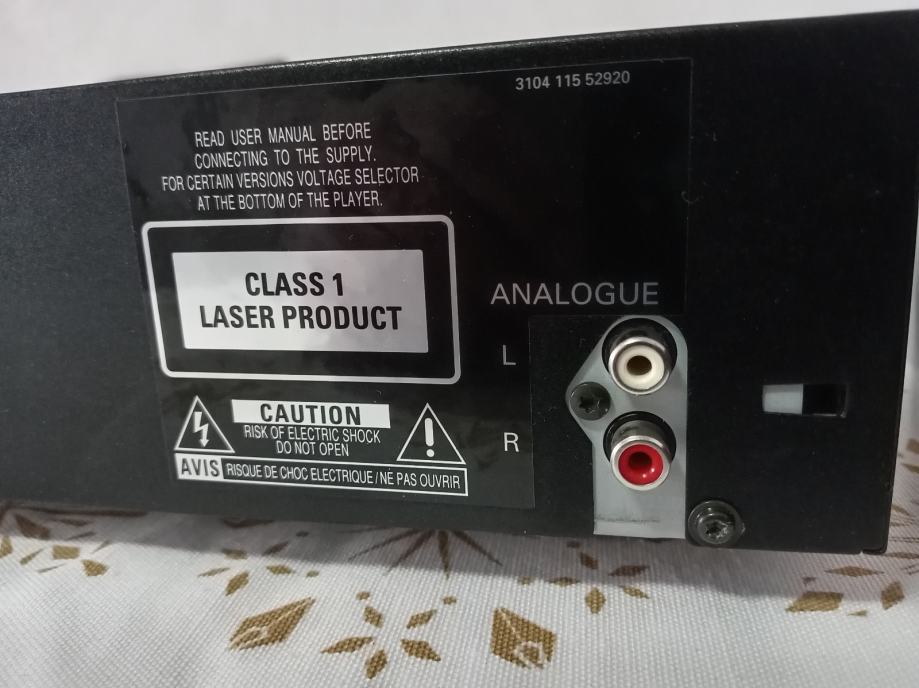 3104 115 52920
READ USER MANUAL BEFORE
CONNECTING TO THE SUPPLY.
FOR CERTAIN VERSIONS VOLTAGE SELECTOR
AT THE BOTTOM OF THE PLAYER.
CLASS 1
LASER PRODUCT
ANALOGUE
L
R
CAUTION
RISK OF ELECTRIC SHOCK
DO NOT OPEN
AVIS RISQUE DE CHOC ELECTRIQUE/NE PAS OUVRIR